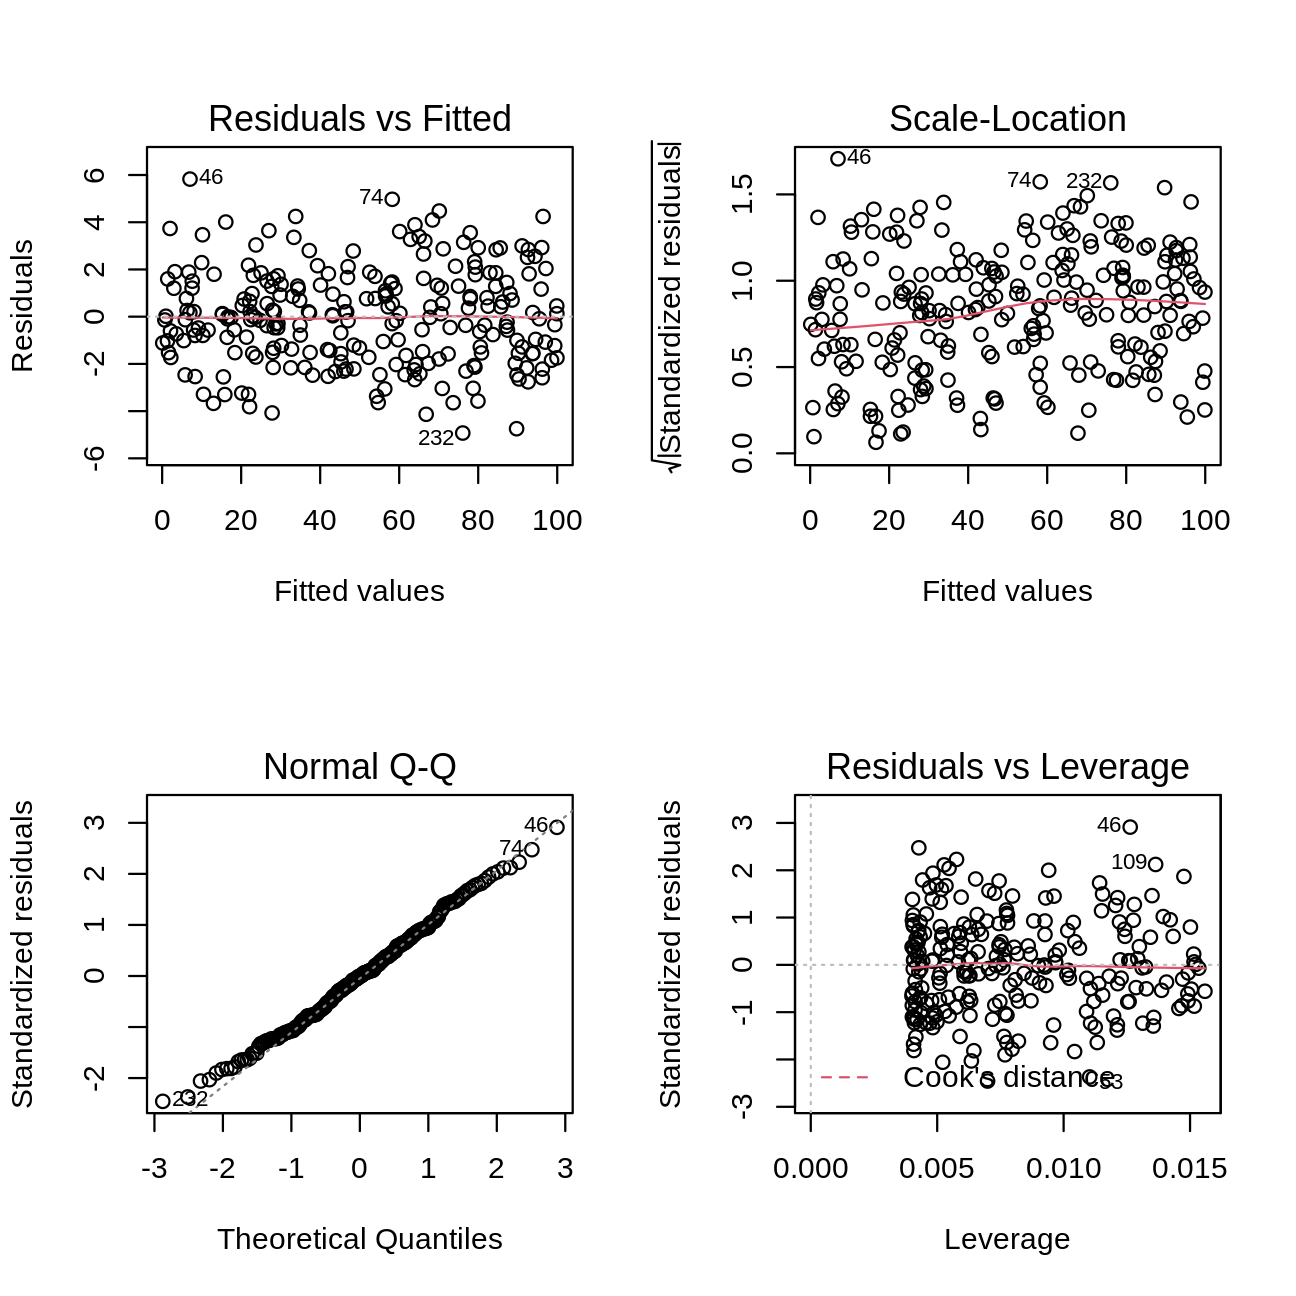 Residuals vs Fitted
Residuals
6
4
2
0
-2
-6
46
74
232
0 20 40 60 80 100
Fitted values
Scale-Location
√|Standardized residuals|
1.5
1.0
0.5
0.0
46
74
232
0 20 40 60 80 100
Fitted values
Normal Q-Q
Standardized residuals
3
2
1
0
-2
46
74
232
-3 -2 -1 0 1 2 3
Theoretical Quantiles
Residuals vs Leverage
Standardized residuals
3
2
1
0
-1
-3
46
109
Cook's distance
53
0.000 0.005 0.010 0.015
Leverage